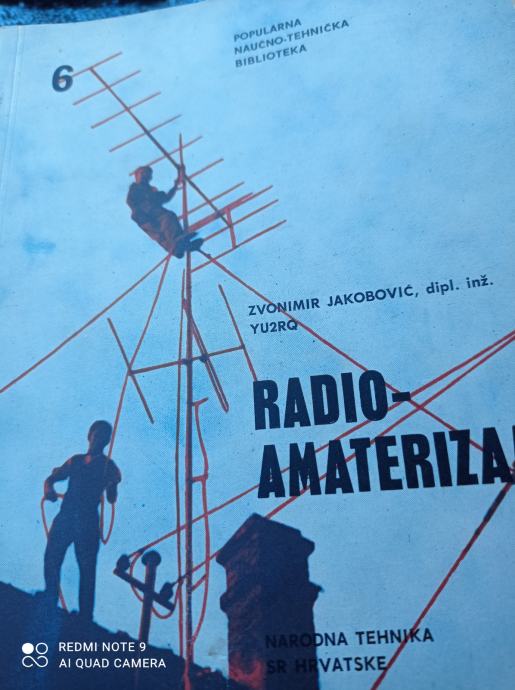 6
POPULARNA
NAUČNO-TEHNIČKA
BIBLIOTEKA
ZVONIMIR JAKOBOVIĆ, dipl. inž.
YU2RQ
RADIO-
AMATERIZA
NARODNA TEHNIKA
SR HRVATSKE
REDMI NOTE 9
AI QUAD CAMERA